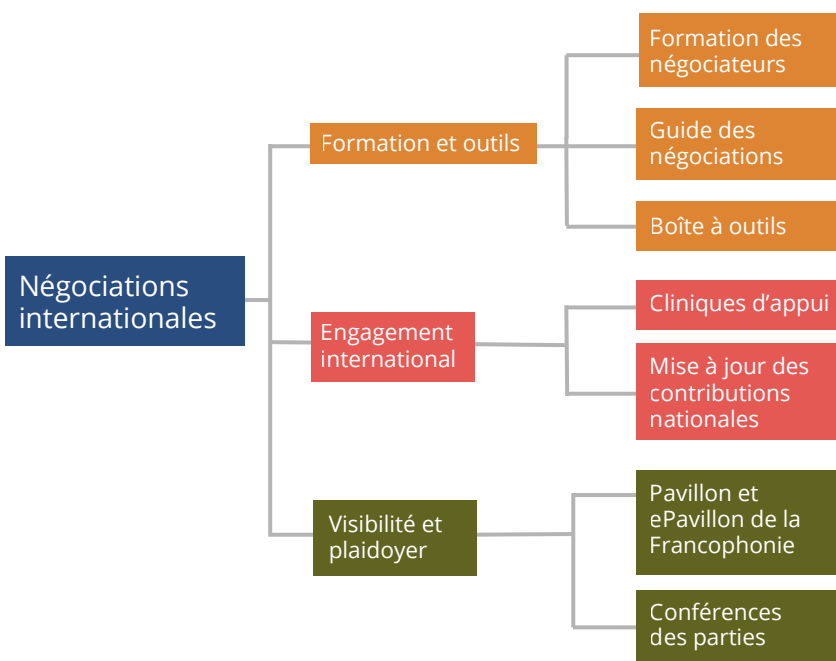 Négociations
internationales
Formation et outils
Formation des
négociateurs
Guide des
négociations
Boîte à outils
Engagement
international
Cliniques d’appui
Mise à jour des
contributions
nationales
Visibilité et
plaidoyer
Pavillon et
ePavillon de la
Francophonie
Conférences
des parties